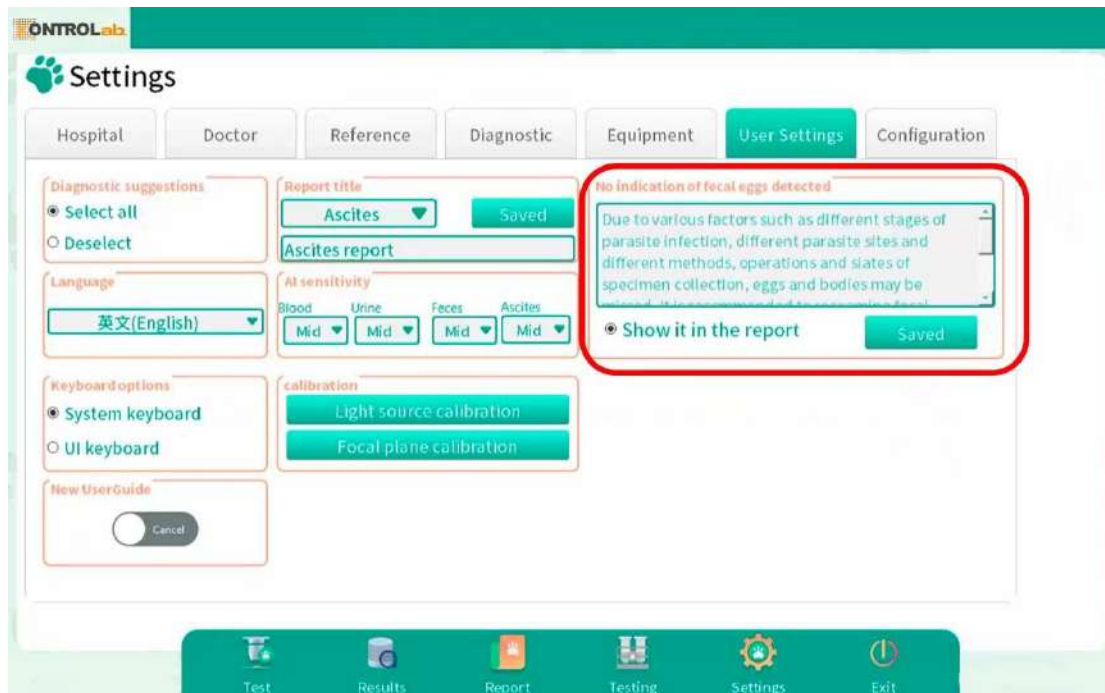 CONTROLab
Settings
Hospital
Doctor
Reference
Diagnostic
Equipment
User Settings
Configuration
Diagnostic suggestions
Select all
Deselect
Report title
Ascites
Saved
Ascites report
No indication of fecal eggs detected
Due to various factors such as different stages of
parasite infection, different parasite sites and
different methods, operations and slates of
specimen collection, eggs and bodies may be
Show it in the report
Saved
Language
英文(English)
AI sensitivity
Blood Urine Feces Ascites
Mid Mid Mid Mid
Keyboard options
System keyboard
UI keyboard
calibration
Light source calibration
Focal plane calibration
New UserGuide
Cancel
Test
Results
Report
Testing
Settings
Exit